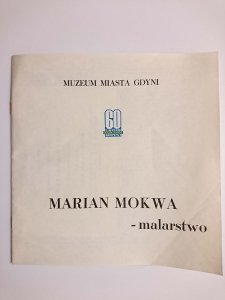 MUZEUM MIASTA GDYNI
60
MARIAN MOKWA
- malarstwo